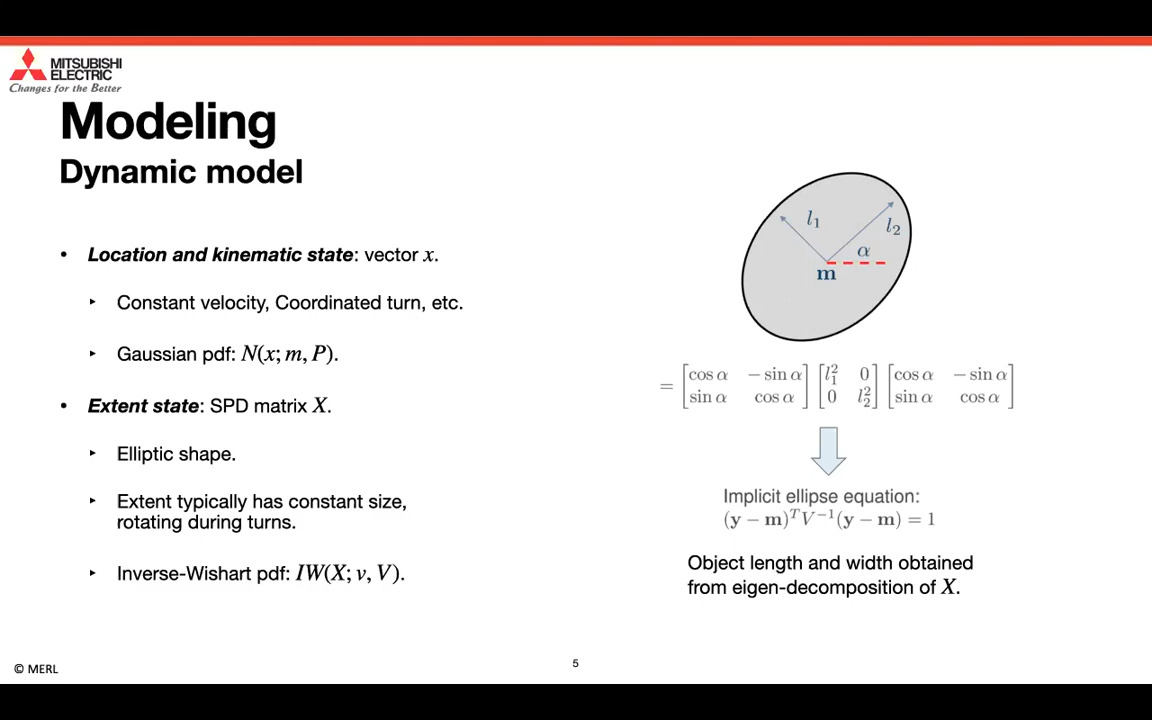 MITSUBISHI
ELECTRIC
Changes for the Better
Modeling
Dynamic model
• Location and kinematic state: vector x.
‣ Constant velocity, Coordinated turn, etc.
‣ Gaussian pdf: N(x; m, P).
• Extent state: SPD matrix X.
‣ Elliptic shape.
‣ Extent typically has constant size,
rotating during turns.
‣ Inverse-Wishart pdf: IW(X; ν, V).
l₁
l₂
α
m
= [cos α −sin α] [l₁² 0] [cos α −sin α]
[sin α cos α] [0 l₂²] [sin α cos α]
Implicit ellipse equation:
(y − m)ᵀV⁻¹(y − m) = 1
Object length and width obtained
from eigen-decomposition of X.
© MERL
5